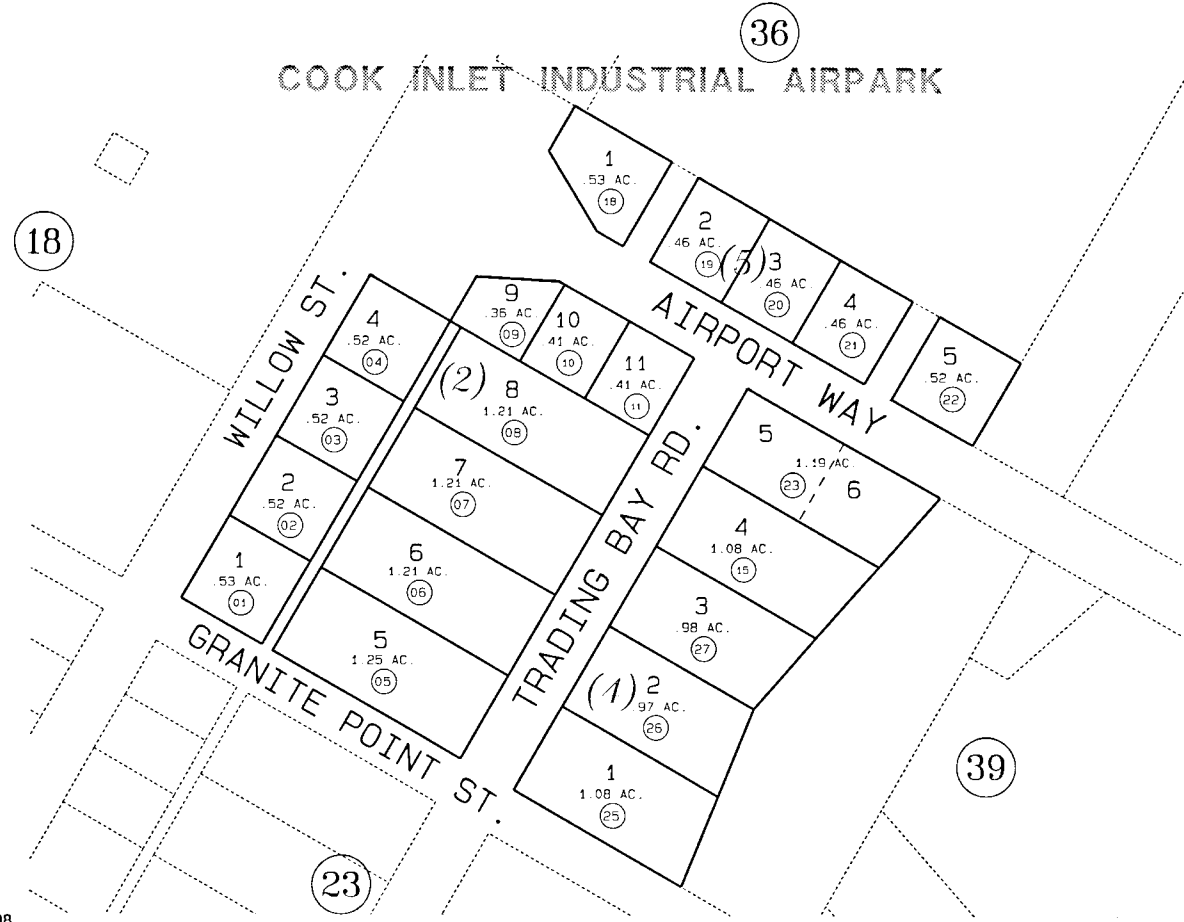 36
COOK INLET INDUSTRIAL AIRPARK
18
WILLOW ST.
4
.52 AC.
04
3
.52 AC.
03
2
.52 AC.
02
1
.53 AC.
01
9
.36 AC.
09
10
.41 AC.
10
11
.41 AC.
11
(2)
8
1.21 AC.
08
7
1.21 AC.
07
6
1.21 AC.
06
5
1.25 AC.
05
GRANITE POINT ST.
TRADING BAY RD.
1
.53 AC.
18
2
.46 AC.
19
(5)
3
.46 AC.
20
4
.46 AC.
21
5
.52 AC.
22
AIRPORT WAY
5
1.19 AC.
23
6
4
1.08 AC.
15
3
.98 AC.
27
(4)
2
.97 AC.
26
1
1.08 AC.
25
39
23